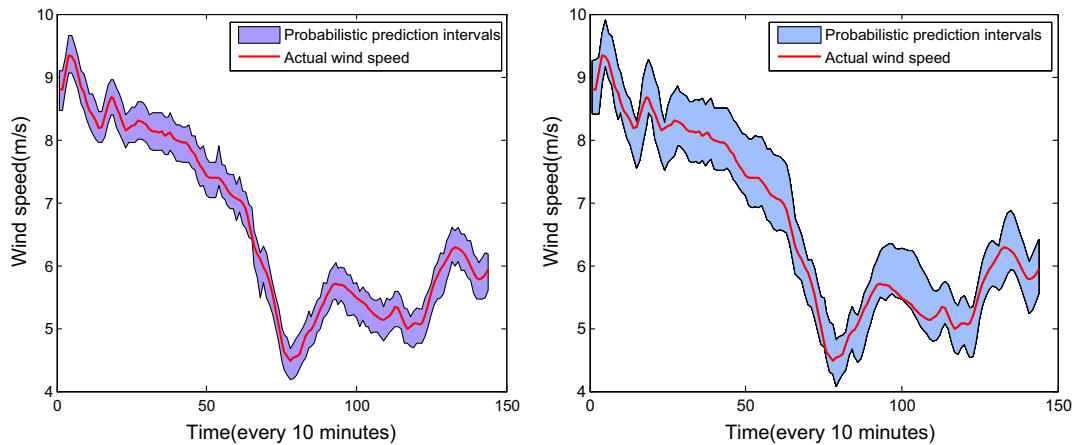 Probabilistic prediction intervals
Actual wind speed
10
9
8
7
6
5
4
Wind speed(m/s)
0
50
100
150
Time(every 10 minutes)
Probabilistic prediction intervals
Actual wind speed
10
9
8
7
6
5
4
Wind speed(m/s)
0
50
100
150
Time(every 10 minutes)